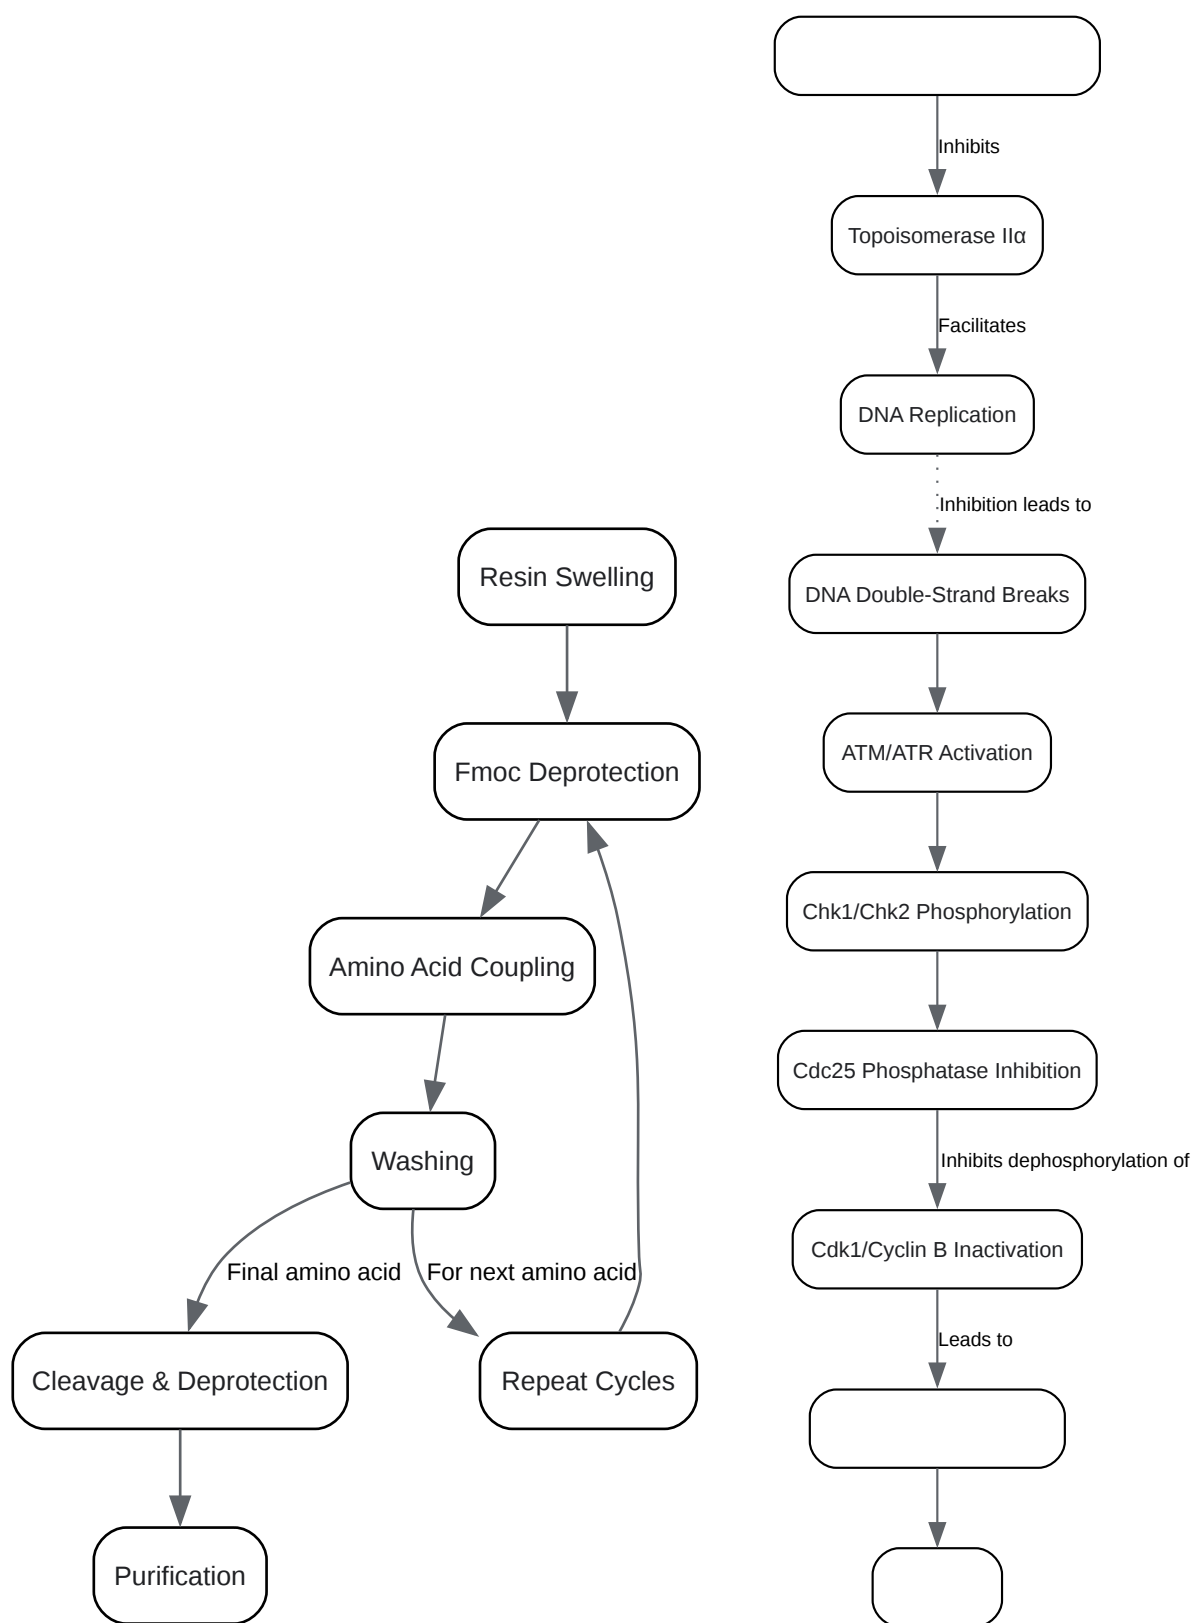 Resin Swelling
Fmoc Deprotection
Amino Acid Coupling
Washing
Final amino acid
For next amino acid
Cleavage & Deprotection
Repeat Cycles
Purification
Inhibits
Topoisomerase IIα
Facilitates
DNA Replication
Inhibition leads to
DNA Double-Strand Breaks
ATM/ATR Activation
Chk1/Chk2 Phosphorylation
Cdc25 Phosphatase Inhibition
Inhibits dephosphorylation of
Cdk1/Cyclin B Inactivation
Leads to